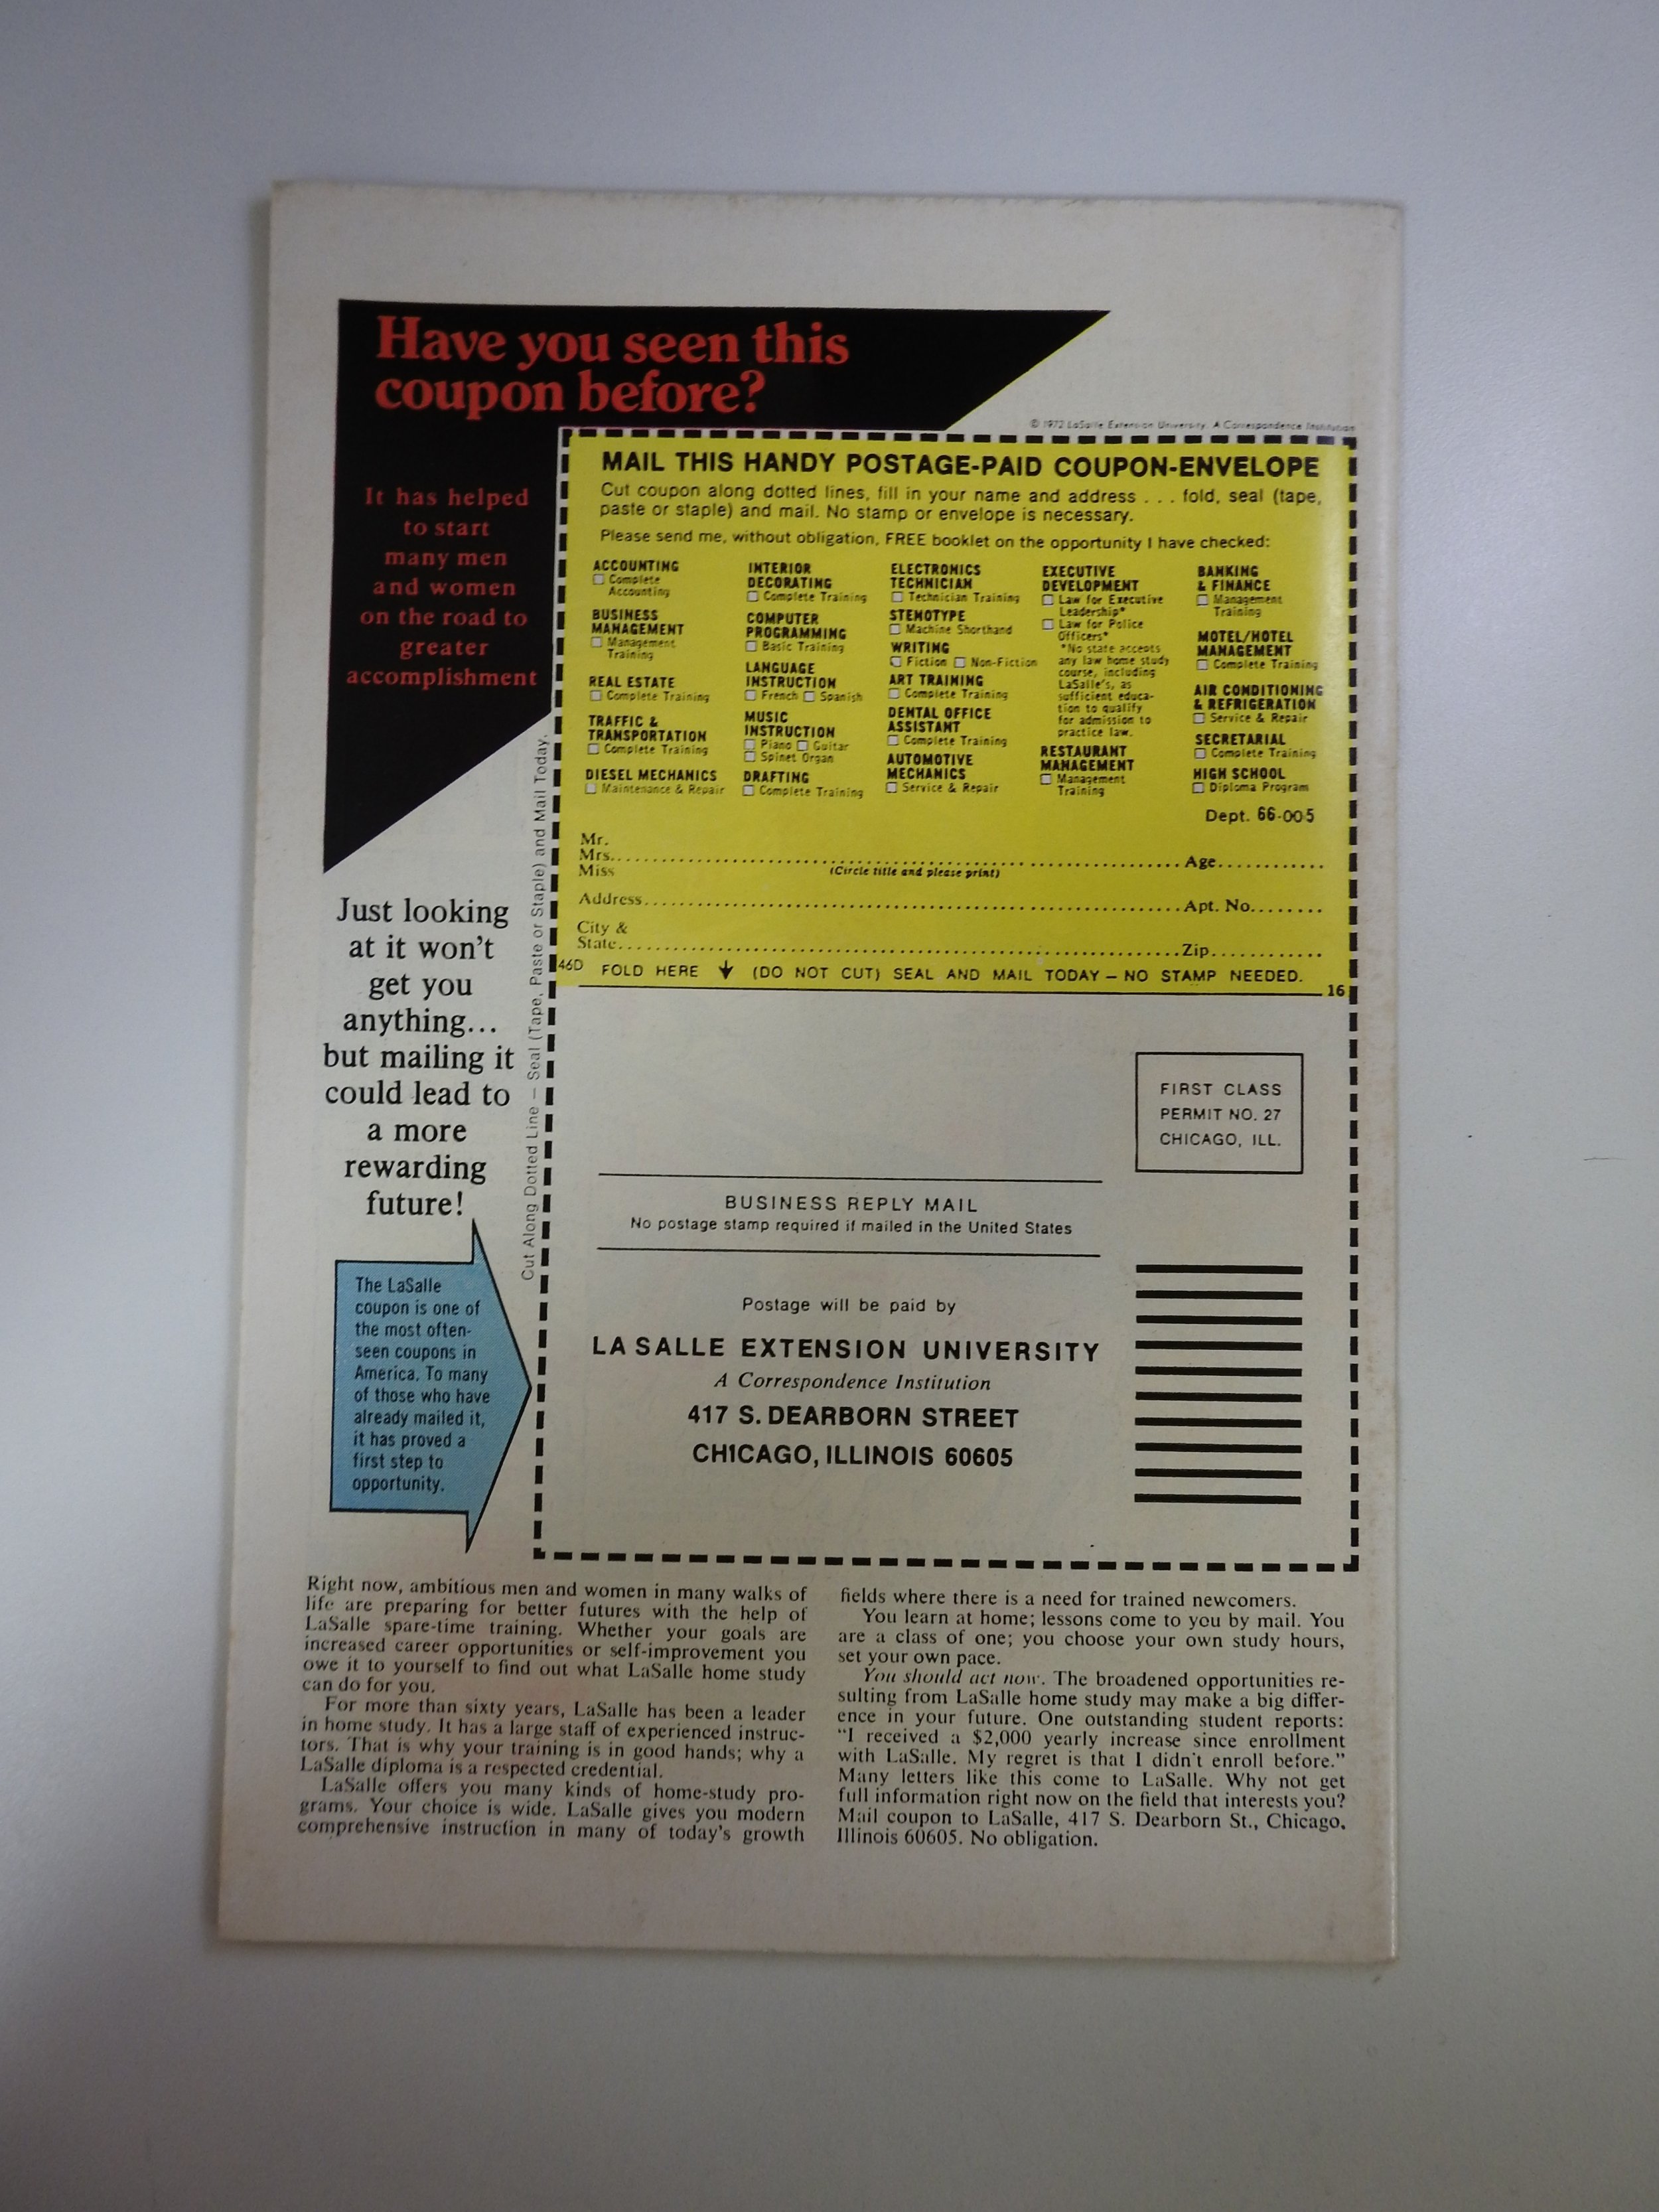 Have you seen this
coupon before?
© 1972 LaSalle Extension University. A Correspondence Institution
It has helped
to start
many men
and women
on the road to
greater
accomplishment
MAIL THIS HANDY POSTAGE-PAID COUPON-ENVELOPE
Cut coupon along dotted lines, fill in your name and address . . . fold, seal (tape,
paste or staple) and mail. No stamp or envelope is necessary.
Please send me, without obligation, FREE booklet on the opportunity I have checked:
ACCOUNTING
Complete
Accounting
BUSINESS
MANAGEMENT
Management
Training
REAL ESTATE
Complete Training
TRAFFIC &
TRANSPORTATION
Complete Training
DIESEL MECHANICS
Maintenance & Repair
INTERIOR
DECORATING
Complete Training
COMPUTER
PROGRAMMING
Basic Training
LANGUAGE
INSTRUCTION
French Spanish
MUSIC
INSTRUCTION
Piano Guitar
Spinet Organ
DRAFTING
Complete Training
ELECTRONICS
TECHNICIAN
Technician Training
STENOTYPE
Machine Shorthand
WRITING
Fiction Non-Fiction
ART TRAINING
Complete Training
DENTAL OFFICE
ASSISTANT
Complete Training
AUTOMOTIVE
MECHANICS
Service & Repair
EXECUTIVE
DEVELOPMENT
Law for Executive
Leadership*
Law for Police
Officers*
*No state accepts
any law home study
course, including
LaSalle's, as
sufficient educa-
tion to qualify
for admission to
practice law.
RESTAURANT
MANAGEMENT
Management
Training
BANKING
& FINANCE
Management
Training
MOTEL/HOTEL
MANAGEMENT
Complete Training
AIR CONDITIONING
& REFRIGERATION
Service & Repair
SECRETARIAL
Complete Training
HIGH SCHOOL
Diploma Program
Dept. 66-005
Mr.
Mrs. Age
Miss (Circle title and please print)
Address Apt. No.
City &
State Zip
46D FOLD HERE (DO NOT CUT) SEAL AND MAIL TODAY – NO STAMP NEEDED.
16
Cut Along Dotted Line – Seal (Tape, Paste or Staple) and Mail Today.
Just looking
at it won't
get you
anything...
but mailing it
could lead to
a more
rewarding
future!
FIRST CLASS
PERMIT NO. 27
CHICAGO, ILL.
BUSINESS REPLY MAIL
No postage stamp required if mailed in the United States
Postage will be paid by
LA SALLE EXTENSION UNIVERSITY
A Correspondence Institution
417 S. DEARBORN STREET
CHICAGO, ILLINOIS 60605
The LaSalle
coupon is one of
the most often-
seen coupons in
America. To many
of those who have
already mailed it,
it has proved a
first step to
opportunity.
Right now, ambitious men and women in many walks of
life are preparing for better futures with the help of
LaSalle spare-time training. Whether your goals are
increased career opportunities or self-improvement you
owe it to yourself to find out what LaSalle home study
can do for you.
For more than sixty years, LaSalle has been a leader
in home study. It has a large staff of experienced instruc-
tors. That is why your training is in good hands; why a
LaSalle diploma is a respected credential.
LaSalle offers you many kinds of home-study pro-
grams. Your choice is wide. LaSalle gives you modern
comprehensive instruction in many of today's growth
fields where there is a need for trained newcomers.
You learn at home; lessons come to you by mail. You
are a class of one; you choose your own study hours,
set your own pace.
You should act now. The broadened opportunities re-
sulting from LaSalle home study may make a big differ-
ence in your future. One outstanding student reports:
"I received a $2,000 yearly increase since enrollment
with LaSalle. My regret is that I didn't enroll before."
Many letters like this come to LaSalle. Why not get
full information right now on the field that interests you?
Mail coupon to LaSalle, 417 S. Dearborn St., Chicago,
Illinois 60605. No obligation.